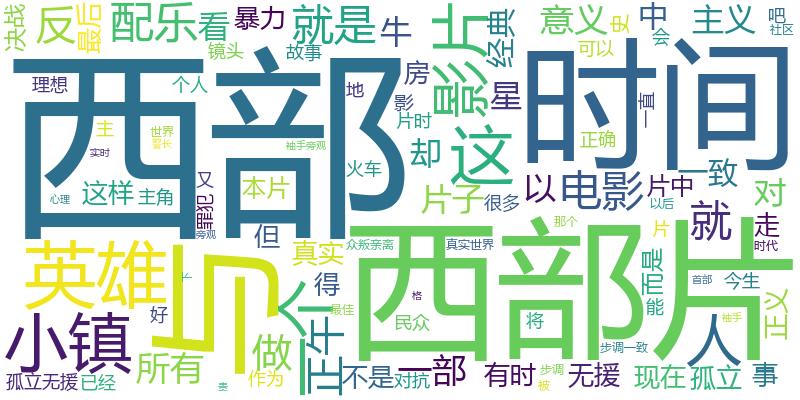 决战
反
最后
配乐
看
暴力
就是
牛
经典
意义
史
中
会
主义
吧
社区
镜头
故事
可以
影片
西部
时间
理想
个人
地
房
影
星
片时
一直
正确
主
世界
警长
实时
袖手旁观
火车
却
这
一致
心理
这样
主角
又
罪犯
旁观
本片
片子
很多
以
电影
片中
以后
对
但
众叛亲离
真实世界
那个
片
就
走
时代
英雄
与
真实
个
西部片
能
而是
首部
今生
长
得
最佳
格
民众
将
人
袖手
正义
小镇
好
正午
步调一致
所有
做
孤立无援
已经
作为
不是
对抗
一部
有时
步调
被
无援
现在
孤立
事